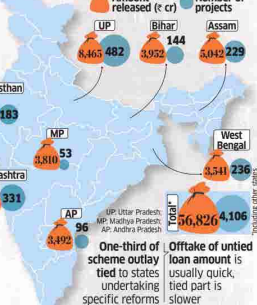 released (₹ cr)
projects
UP
8,465 482
Bihar
144
3,952
Assam
5,042 229
sthan
183
MP
53
3,810
West
Bengal
3,541 236
ashtra
331
AP
96
3,492
UP: Uttar Pradesh;
MP: Madhya Pradesh;
AP: Andhra Pradesh
Total*
56,826 4,106
*Including other states
One-third of
scheme outlay
tied to states
undertaking
specific reforms
Offtake of untied
loan amount is
usually quick,
tied part is
slower